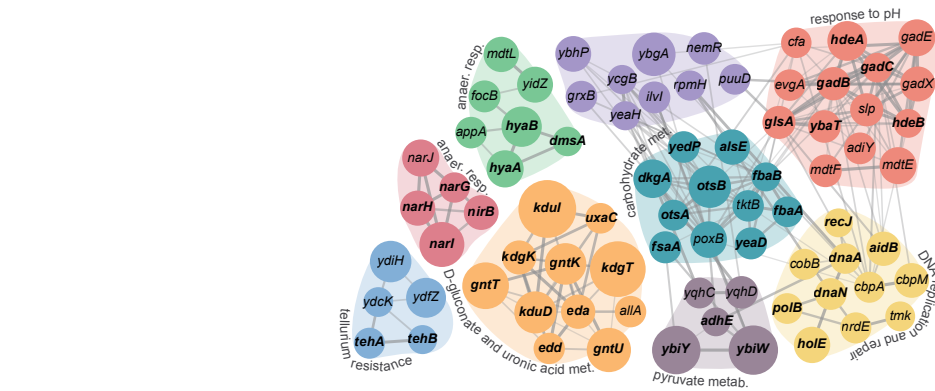 response to pH
cfa
hdeA
gadE
gadC
evgA
gadB
gadX
slp
glsA
ybaT
hdeB
adiY
mdtF
mdtE
ybhP
ybgA
nemR
ycgB
rpmH
puuD
grxB
ilvI
yeaH
anaer. resp.
mdtL
yidZ
focB
appA
hyaB
dmsA
hyaA
anaer. resp.
narJ
narG
narH
nirB
narI
carbohydrate met.
yedP
alsE
dkgA
otsB
fbaB
otsA
tktB
fbaA
fsaA
poxB
yeaD
D-gluconate and uronic acid met.
kduI
uxaC
kdgK
gntK
kdgT
gntT
kduD
eda
allA
edd
gntU
tellurium resistance
ydiH
ydcK
ydfZ
tehA
tehB
pyruvate metab.
yqhC
yqhD
adhE
ybiY
ybiW
DNA replication and repair
recJ
cobB
dnaA
aidB
cbpA
cbpM
dnaN
polB
nrdE
tmk
holE